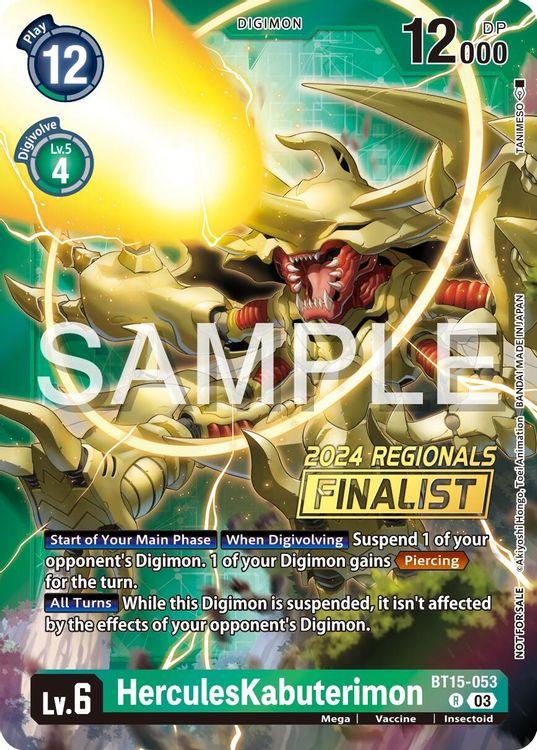 DIGIMON
Play
12
DP
12000
Digivolve
Lv.5
4
TANIMESO
SAMPLE
2024 REGIONALS
FINALIST
Start of Your Main Phase When Digivolving Suspend 1 of your
opponent's Digimon. 1 of your Digimon gains Piercing
for the turn.
All Turns While this Digimon is suspended, it isn't affected
by the effects of your opponent's Digimon.
NOT FOR SALE ©Akiyoshi Hongo, Toei Animation BANDAI MADE IN JAPAN
Lv.6
HerculesKabuterimon
BT15-053
R 03
Mega | Vaccine | Insectoid